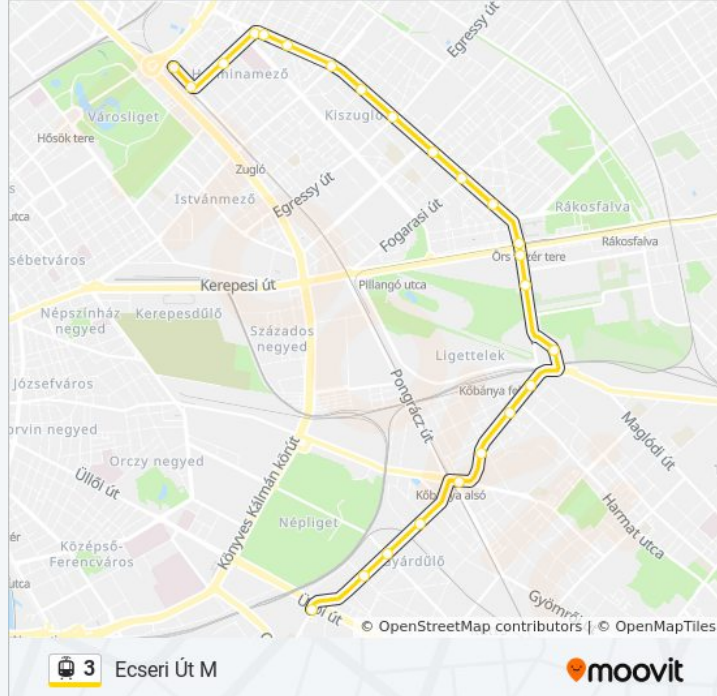 Egressy út
Herminamező
Városliget
Kiszugló
Hősök tere
Zugló
Egressy út
Istvánmező
Fogarasi út
Rákosfalva
sébetváros
Örs vezér tere
Rákosfalva
Kerepesi út
Pillangó utca
Népszínház
negyed
Kerepesdűlő
Százados
negyed
Ligettelek
Józsefváros
Pongrácz út
Kőbánya fel
Maglódi út
orvin negyed
Orczy negyed
Könyves Kálmán körút
Üllői út
Kőbánya alsó
Népliget
Harmat utca
Középső-
Ferencváros
Gyárdűlő
utca
Üllői út
Gyömrői
© OpenStreetMap contributors | © OpenMapTiles
3 Ecseri Út M
moovit